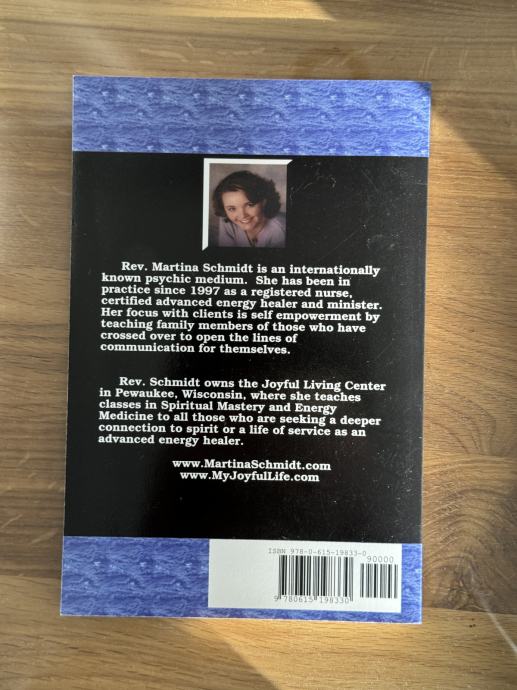 Rev. Martina Schmidt is an internationally
known psychic medium. She has been in
practice since 1997 as a registered nurse,
certified advanced energy healer and minister.
Her focus with clients is self empowerment by
teaching family members of those who have
crossed over to open the lines of
communication for themselves.
Rev. Schmidt owns the Joyful Living Center
in Pewaukee, Wisconsin, where she teaches
classes in Spiritual Mastery and Energy
Medicine to all those who are seeking a deeper
connection to spirit or a life of service as an
advanced energy healer.
www.MartinaSchmidt.com
www.MyJoyfulLife.com
ISBN 978-0-615-19833-0
90000
9 780615 198330